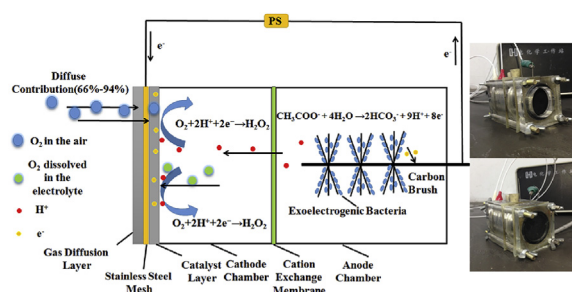 PS
e⁻
e⁻
Diffuse
Contribution(66%-94%)
O₂+2H⁺+2e⁻→H₂O₂
CH₃COO⁻+ 4H₂O →2HCO₃⁻+9H⁺+8e⁻
O₂ in the air
O₂ dissolved
in the
electrolyte
H⁺
e⁻
Carbon
Brush
Exoelectrogenic Bacteria
O₂+2H⁺+2e⁻→H₂O₂
Gas Diffusion
Layer
Stainless Steel
Mesh
Catalyst
Layer
Cathode
Chamber
Cation
Exchange
Membrane
Anode
Chamber